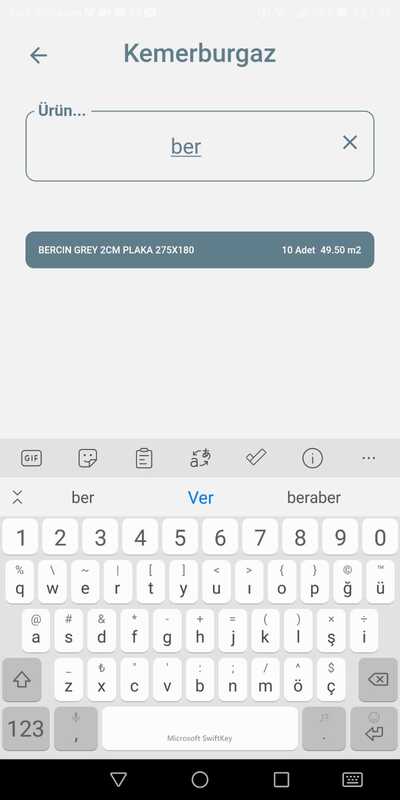 Kemerburgaz
Ürün...
ber
BERCIN GREY 2CM PLAKA 275X180 10 Adet 49.50 m2
GIF
ber Ver beraber
1 2 3 4 5 6 7 8 9 0
% \ ~ | [ ] < > { } © ™
q w e r t y u ı o p ğ ü
@ # & * - + = ( ) × ÷
a s d f g h j k l ş i
_ ₺ " ' : ; / ^ $
z x c v b n m ö ç
123 , Microsoft SwiftKey .